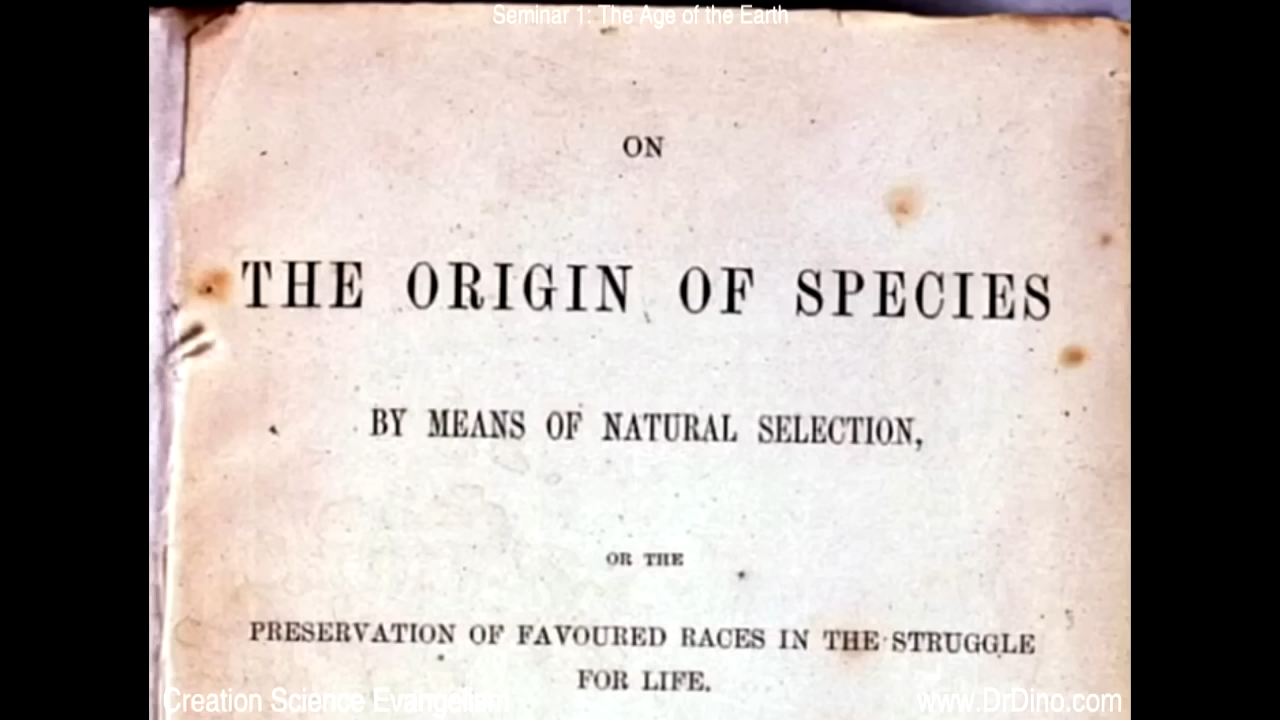 Seminar 1: The Age of the Earth
ON
THE ORIGIN OF SPECIES
BY MEANS OF NATURAL SELECTION,
OR THE
PRESERVATION OF FAVOURED RACES IN THE STRUGGLE
FOR LIFE.
Creation Science Evangelism
www.DrDino.com